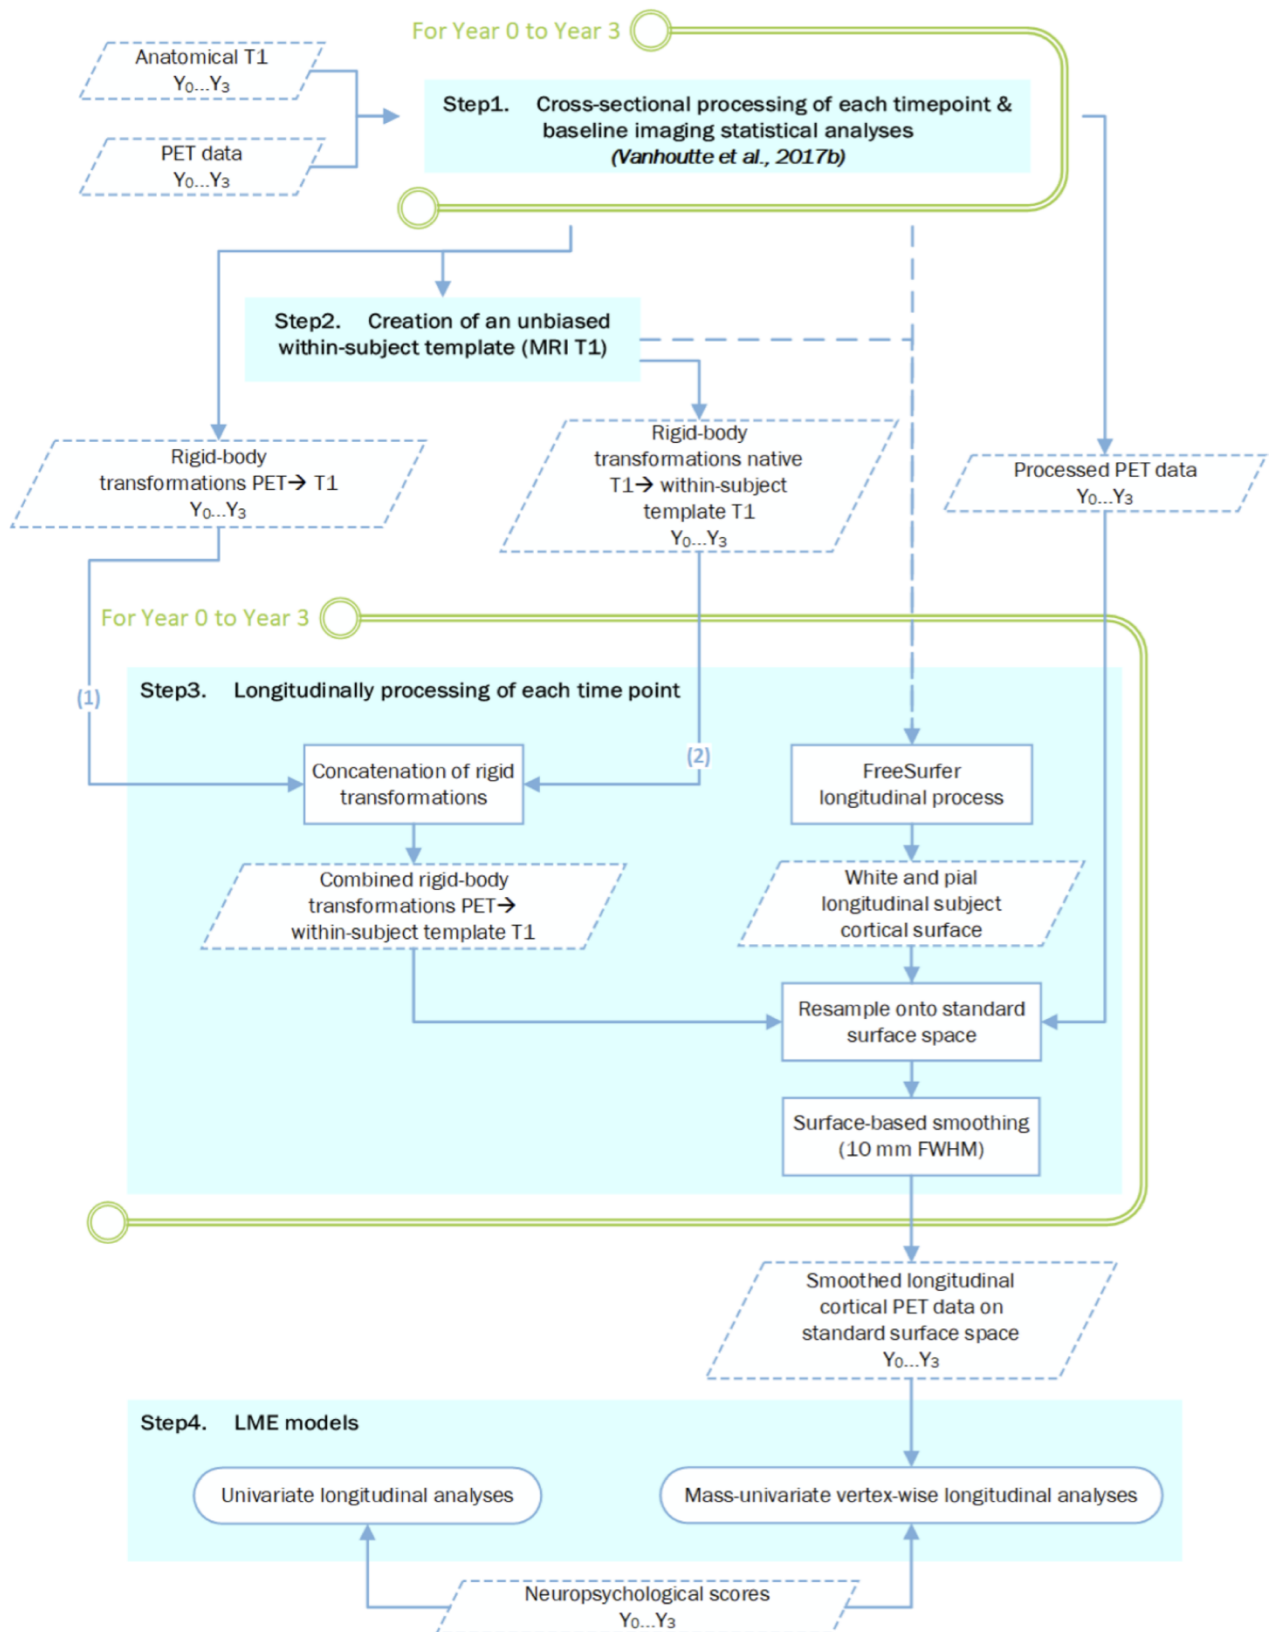 For Year 0 to Year 3
Anatomical T1
Y₀...Y₃
PET data
Y₀...Y₃
Step1. Cross-sectional processing of each timepoint &
baseline imaging statistical analyses
(Vanhoutte et al., 2017b)
Step2. Creation of an unbiased
within-subject template (MRI T1)
Rigid-body
transformations PET→ T1
Y₀...Y₃
Rigid-body
transformations native
T1→ within-subject
template T1
Y₀...Y₃
Processed PET data
Y₀...Y₃
For Year 0 to Year 3
Step3. Longitudinally processing of each time point
(1)
(2)
Concatenation of rigid
transformations
FreeSurfer
longitudinal process
Combined rigid-body
transformations PET→
within-subject template T1
White and pial
longitudinal subject
cortical surface
Resample onto standard
surface space
Surface-based smoothing
(10 mm FWHM)
Smoothed longitudinal
cortical PET data on
standard surface space
Y₀...Y₃
Step4. LME models
Univariate longitudinal analyses
Mass-univariate vertex-wise longitudinal analyses
Neuropsychological scores
Y₀...Y₃